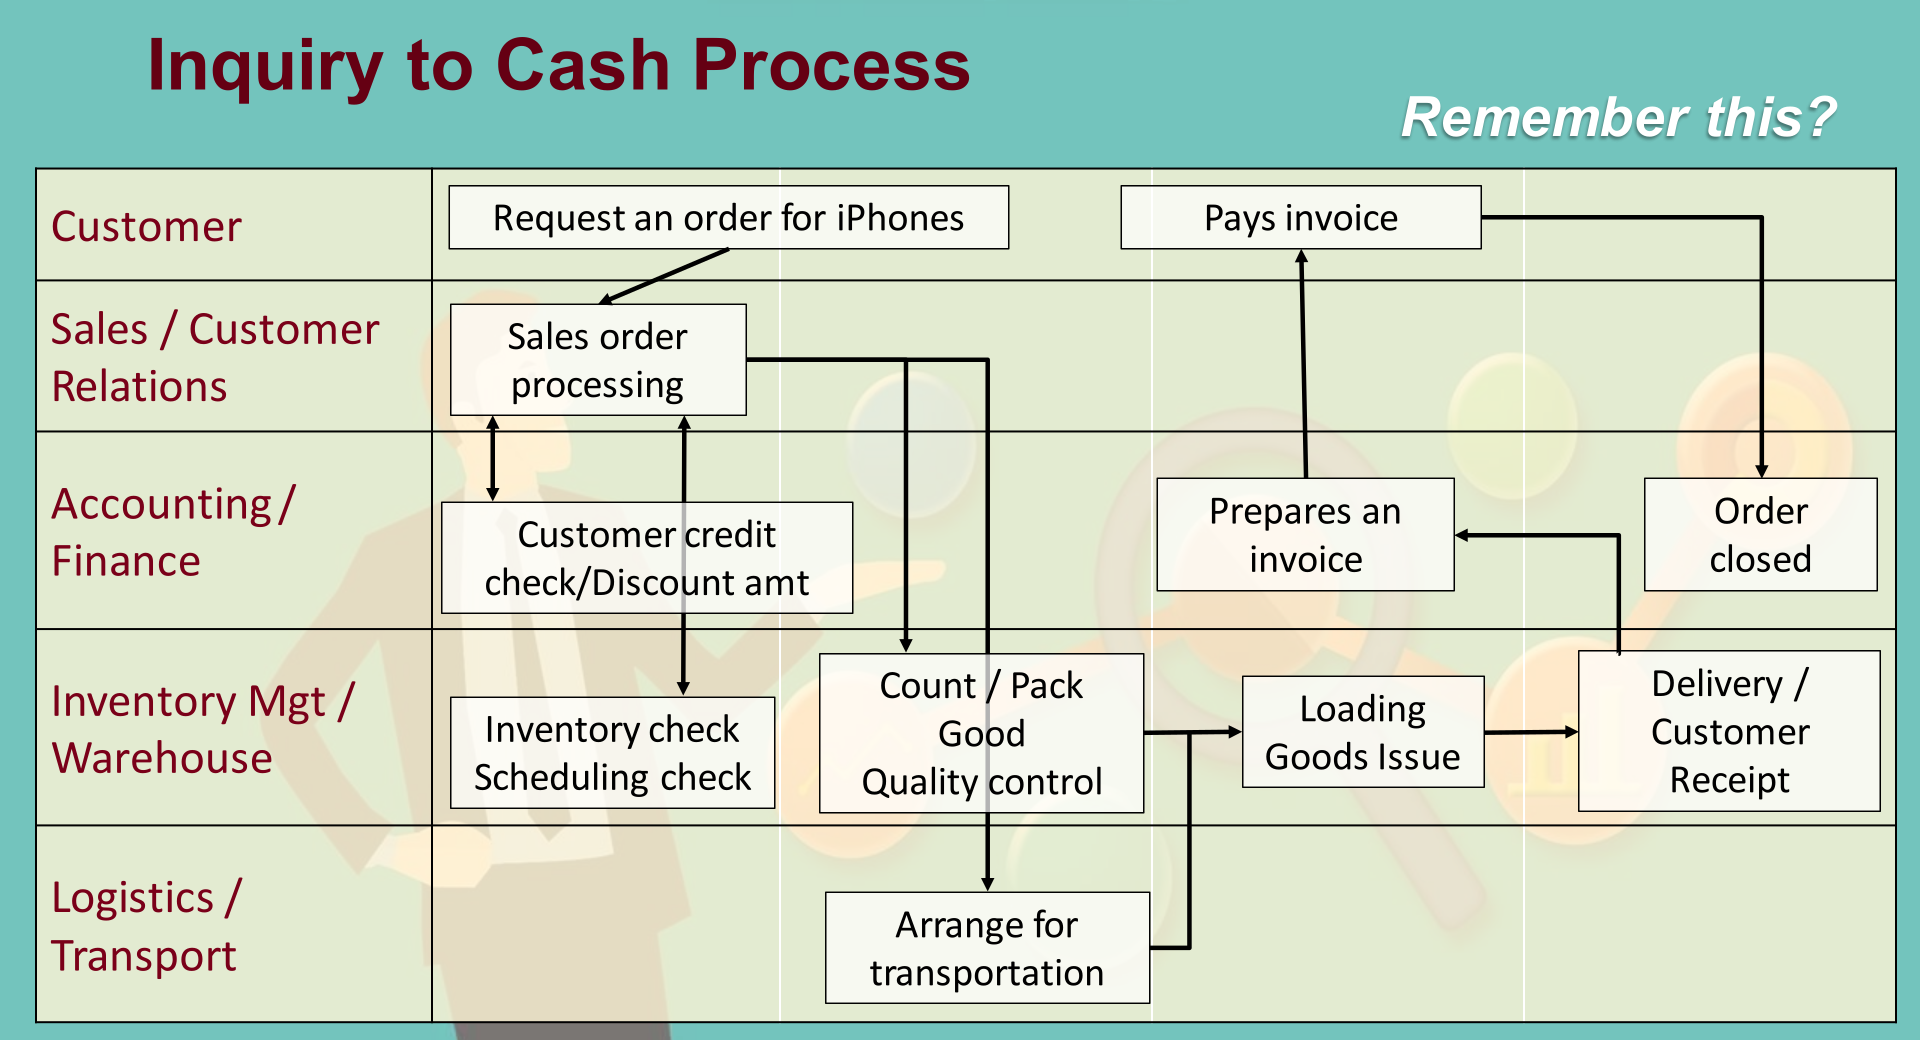 Inquiry to Cash Process
Remember this?
Customer
Request an order for iPhones
Pays invoice
Sales / Customer
Relations
Sales order
processing
Accounting /
Finance
Customer credit
check/Discount amt
Prepares an
invoice
Order
closed
Inventory Mgt /
Warehouse
Inventory check
Scheduling check
Count / Pack
Good
Quality control
Loading
Goods Issue
Delivery /
Customer
Receipt
Logistics /
Transport
Arrange for
transportation